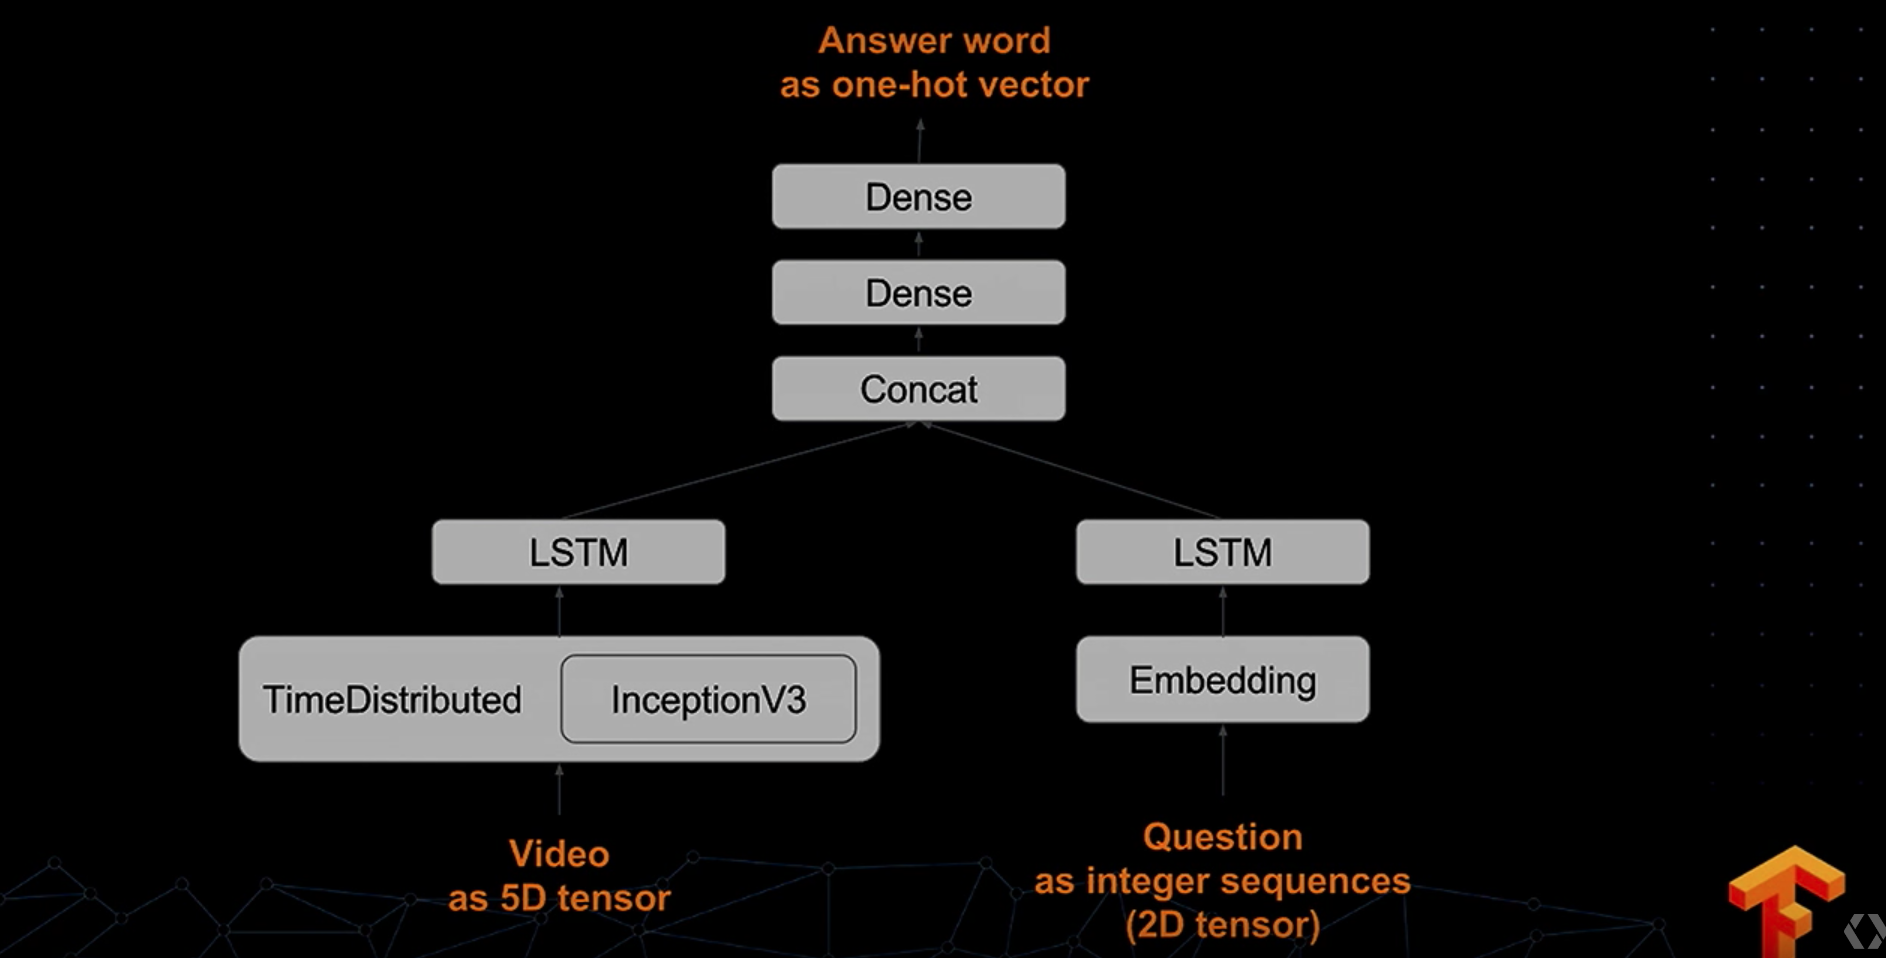 Answer word
as one-hot vector
Dense
Dense
Concat
LSTM
LSTM
TimeDistributed
InceptionV3
Embedding
Video
as 5D tensor
Question
as integer sequences
(2D tensor)